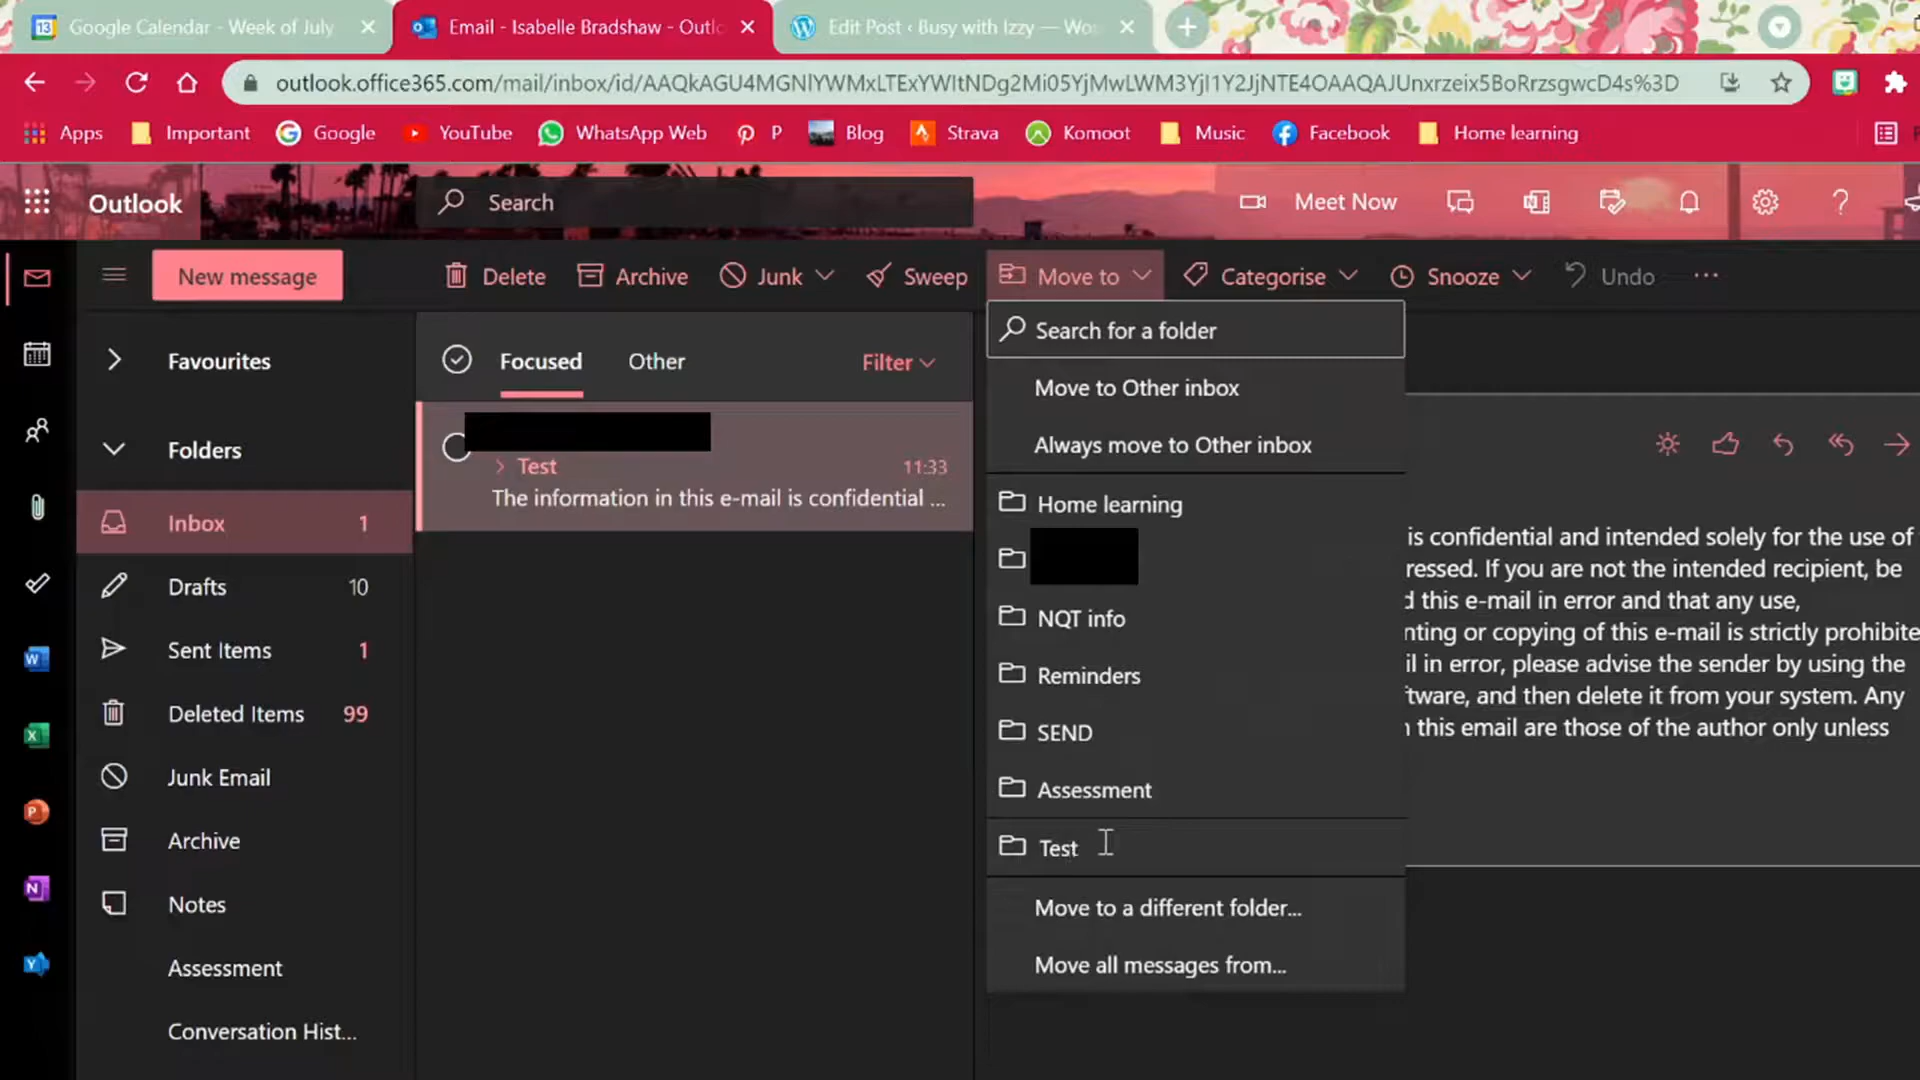 Google Calendar - Week of July
Email - Isabelle Bradshaw - Outlo
Edit Post ‹ Busy with Izzy — Wor
outlook.office365.com/mail/inbox/id/AAQkAGU4MGNlYWMxLTExYWItNDg2Mi05YjMwLWM3YjI1Y2JjNTE4OAAQAJUnxrzeix5BoRrzsgwcD4s%3D
Apps Important Google YouTube WhatsApp Web P Blog Strava Komoot Music Facebook Home learning
Outlook
Search
Meet Now
New message
Delete Archive Junk Sweep Move to Categorise Snooze Undo
Favourites
Folders
Inbox 1
Drafts 10
Sent Items 1
Deleted Items 99
Junk Email
Archive
Notes
Assessment
Conversation Hist...
Focused Other Filter
Test 11:33
The information in this e-mail is confidential ...
Search for a folder
Move to Other inbox
Always move to Other inbox
Home learning
NQT info
Reminders
SEND
Assessment
Test
Move to a different folder...
Move all messages from...
is confidential and intended solely for the use of
ressed. If you are not the intended recipient, be
d this e-mail in error and that any use,
nting or copying of this e-mail is strictly prohibite
il in error, please advise the sender by using the
ftware, and then delete it from your system. Any
this email are those of the author only unless